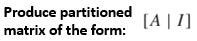 Produce partitioned
matrix of the form: [A | I]